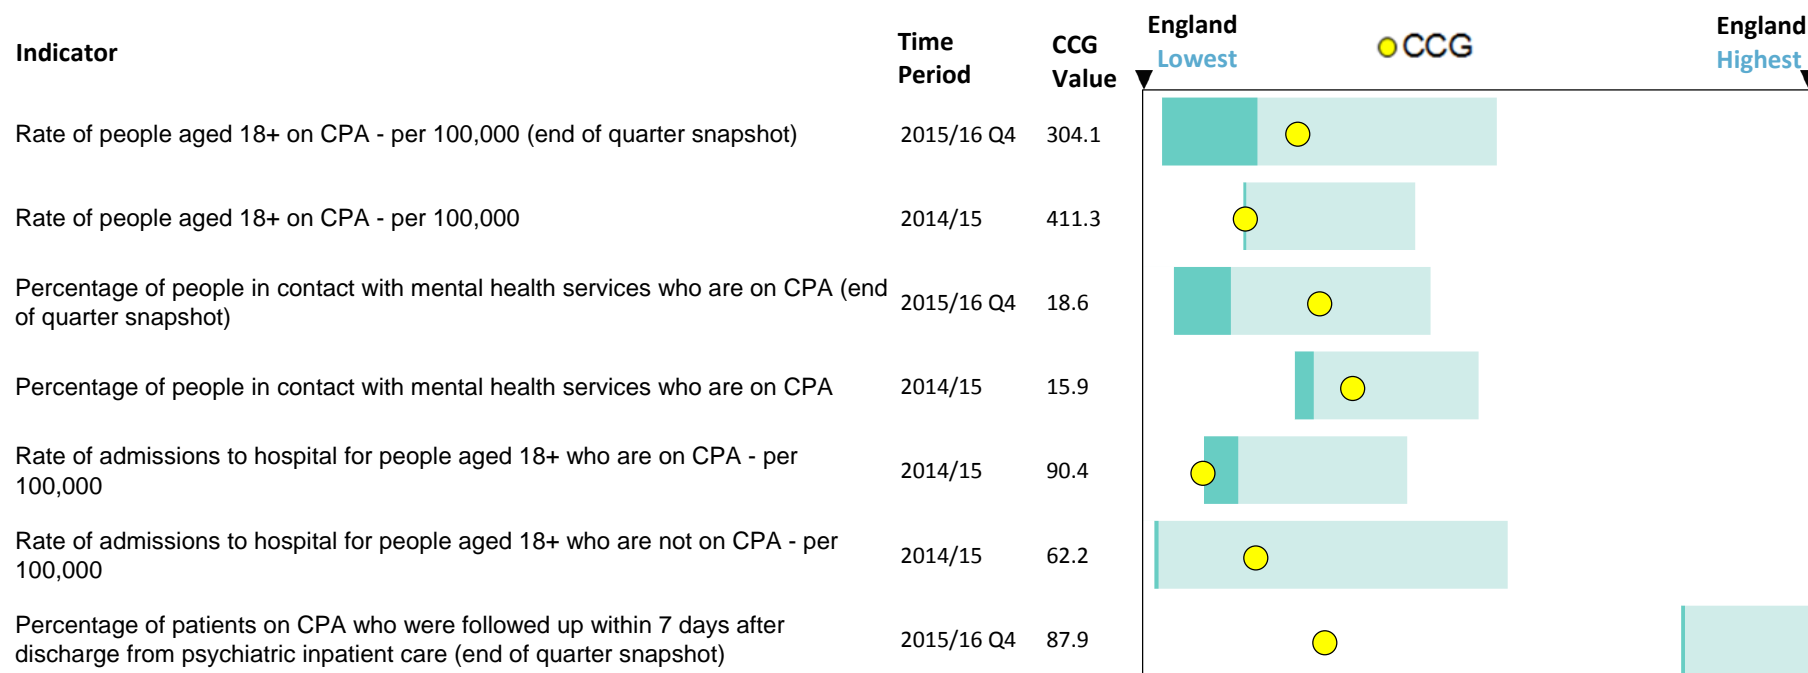 Indicator
Time Period
CCG Value
England Lowest
CCG
England Highest
Rate of people aged 18+ on CPA - per 100,000 (end of quarter snapshot) 2015/16 Q4 304.1
Rate of people aged 18+ on CPA - per 100,000 2014/15 411.3
Percentage of people in contact with mental health services who are on CPA (end
of quarter snapshot) 2015/16 Q4 18.6
Percentage of people in contact with mental health services who are on CPA 2014/15 15.9
Rate of admissions to hospital for people aged 18+ who are on CPA - per
100,000 2014/15 90.4
Rate of admissions to hospital for people aged 18+ who are not on CPA - per
100,000 2014/15 62.2
Percentage of patients on CPA who were followed up within 7 days after
discharge from psychiatric inpatient care (end of quarter snapshot) 2015/16 Q4 87.9